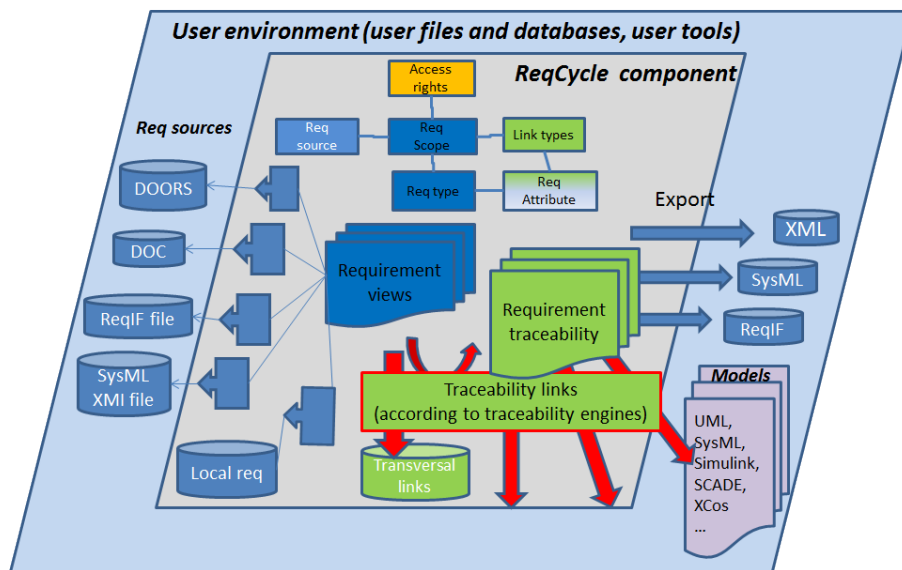 User environment (user files and databases, user tools)
ReqCycle component
Req sources
Access
rights
Req
source
Req
Scope
Link types
Req type
Req
Attribute
DOORS
DOC
ReqIF file
SysML
XMI file
Local req
Requirement
views
Requirement
traceability
Export
XML
SysML
ReqIF
Traceability links
(according to traceability engines)
Transversal
links
Models
UML,
SysML,
Simulink,
SCADE,
XCos
...